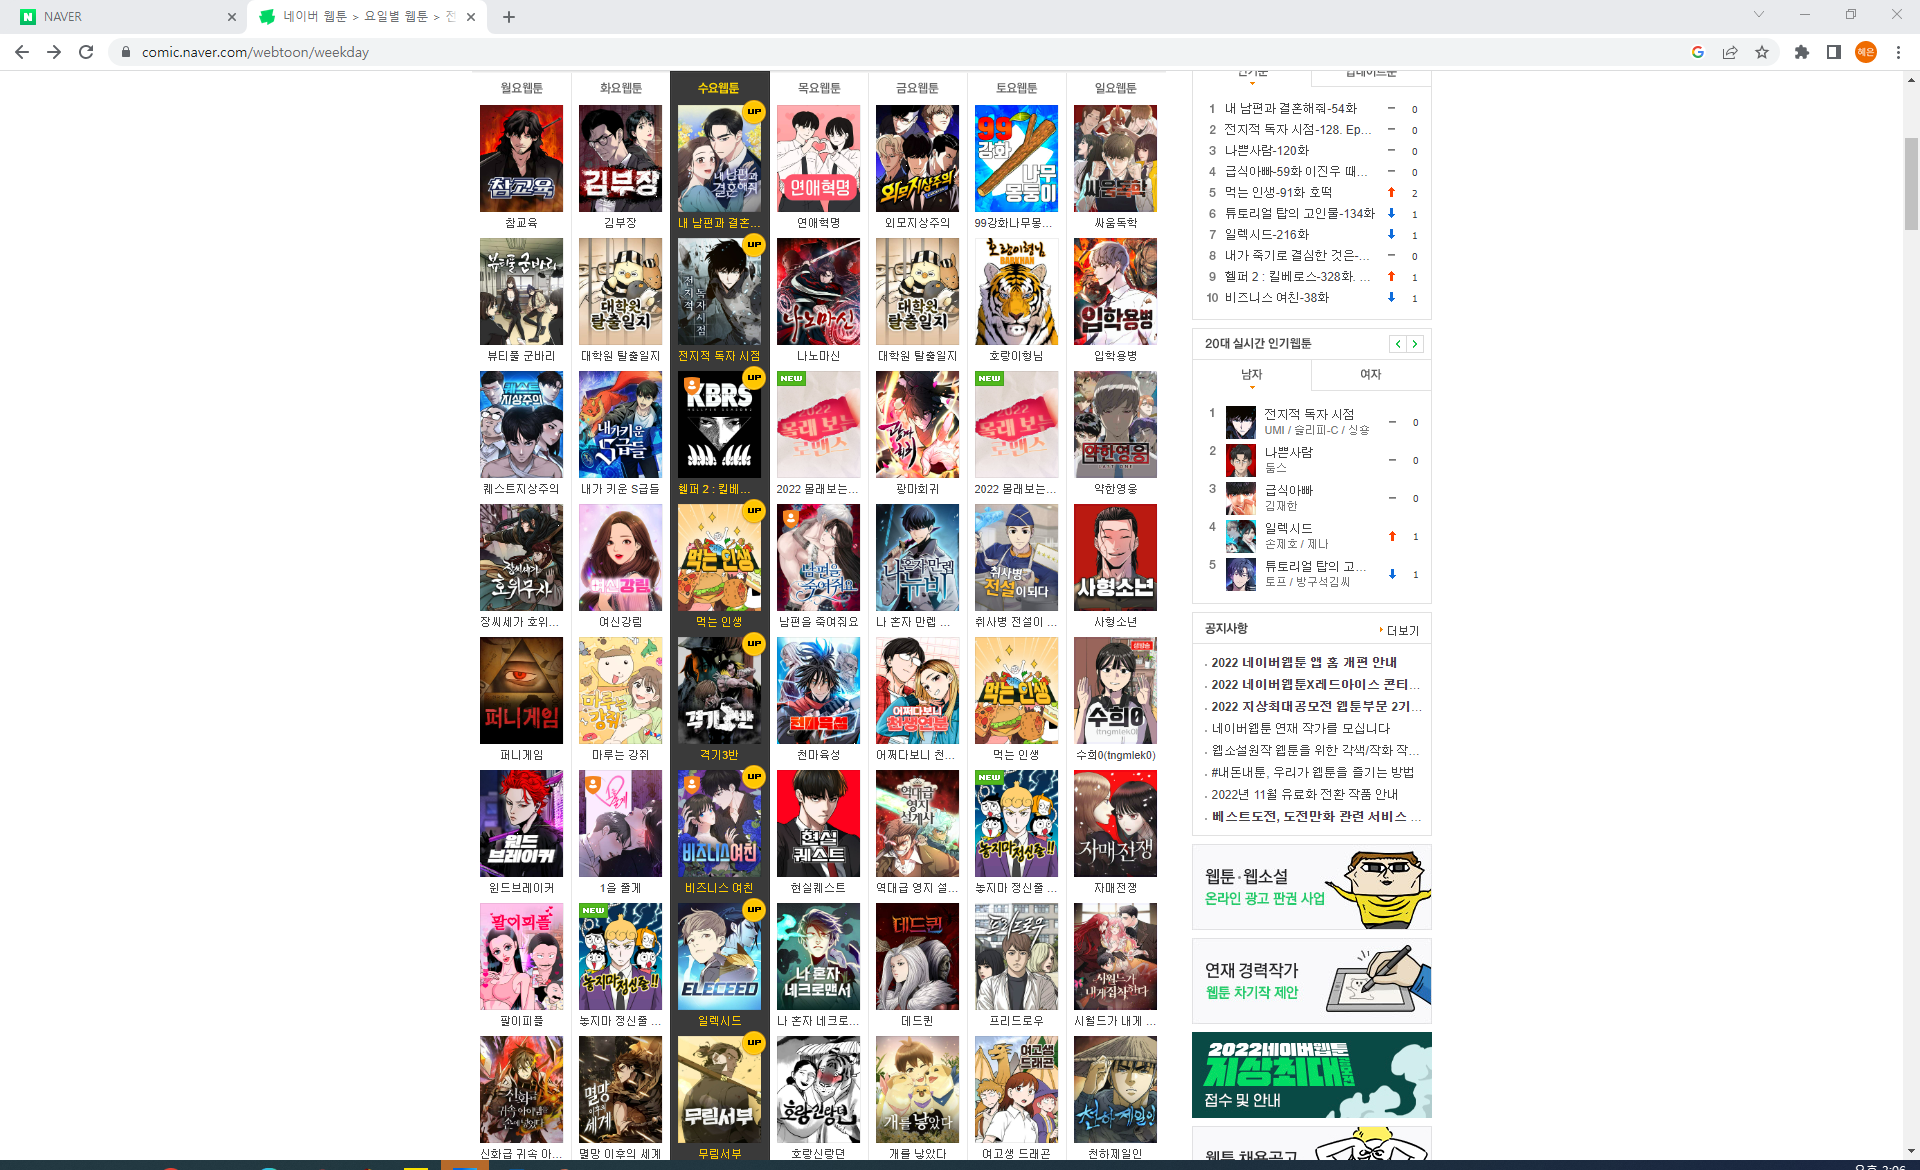 NAVER
네이버 웹툰 > 요일별 웹툰 > 전
comic.naver.com/webtoon/weekday
혜은
월요웹툰 화요웹툰 수요웹툰 목요웹툰 금요웹툰 토요웹툰 일요웹툰
참교육 김부장 내 남편과 결혼... 연애혁명 외모지상주의 99강화나무몽... 싸움독학
뷰티풀 군바리 대학원 탈출일지 전지적 독자 시점 나노마신 대학원 탈출일지 호랑이형님 입학용병
퀘스트지상주의 내가 키운 S급들 헬퍼 2 : 킬베... 2022 몰래보는... 광마회귀 2022 몰래보는... 약한영웅
장씨세가 호위... 여신강림 먹는 인생 남편을 죽여줘요 나 혼자 만렙 ... 취사병 전설이 ... 사형소년
퍼니게임 마루는 강쥐 격기3반 천마육성 어쩌다보니 천... 먹는 인생 수희0(tngmlek0)
윈드브레이커 1을 줄게 비즈니스 여친 현실퀘스트 역대급 영지 설... 놓지마 정신줄 ... 자매전쟁
팔이피플 놓지마 정신줄 ... 일렉시드 나 혼자 네크로... 데드퀸 프리드로우 시월드가 내게 ...
신화급 귀속 아... 멸망 이후의 세계 무림서부 호랑신랑뎐 개를 낳았다 여고생 드래곤 천하제일인
1 내 남편과 결혼해줘-54화 0
2 전지적 독자 시점-128. Ep... 0
3 나쁜사람-120화 0
4 급식아빠-59화 이진우 때... 0
5 먹는 인생-91화 호떡 2
6 튜토리얼 탑의 고인물-134화 1
7 일렉시드-216화 1
8 내가 죽기로 결심한 것은-... 0
9 헬퍼 2 : 킬베로스-328화. ... 1
10 비즈니스 여친-38화 1
20대 실시간 인기웹툰
남자 여자
1 전지적 독자 시점 0
UMI / 슬리피-C / 싱숑
2 나쁜사람 0
둠스
3 급식아빠 0
김재한
4 일렉시드 1
손제호 / 제나
5 튜토리얼 탑의 고... 1
토프 / 방구석김씨
공지사항 더보기
2022 네이버웹툰 앱 홈 개편 안내
2022 네이버웹툰X레드아이스 콘티...
2022 지상최대공모전 웹툰부문 2기...
네이버웹툰 연재 작가를 모십니다
웹소설원작 웹툰을 위한 각색/작화 작...
#내돈내툰, 우리가 웹툰을 즐기는 방법
2022년 11월 유료화 전환 작품 안내
베스트도전, 도전만화 관련 서비스 ...
웹툰·웹소설
온라인 광고 판권 사업
연재 경력작가
웹툰 차기작 제안
2022네이버웹툰
지상최대공모전
접수 및 안내
웹툰 채용공고